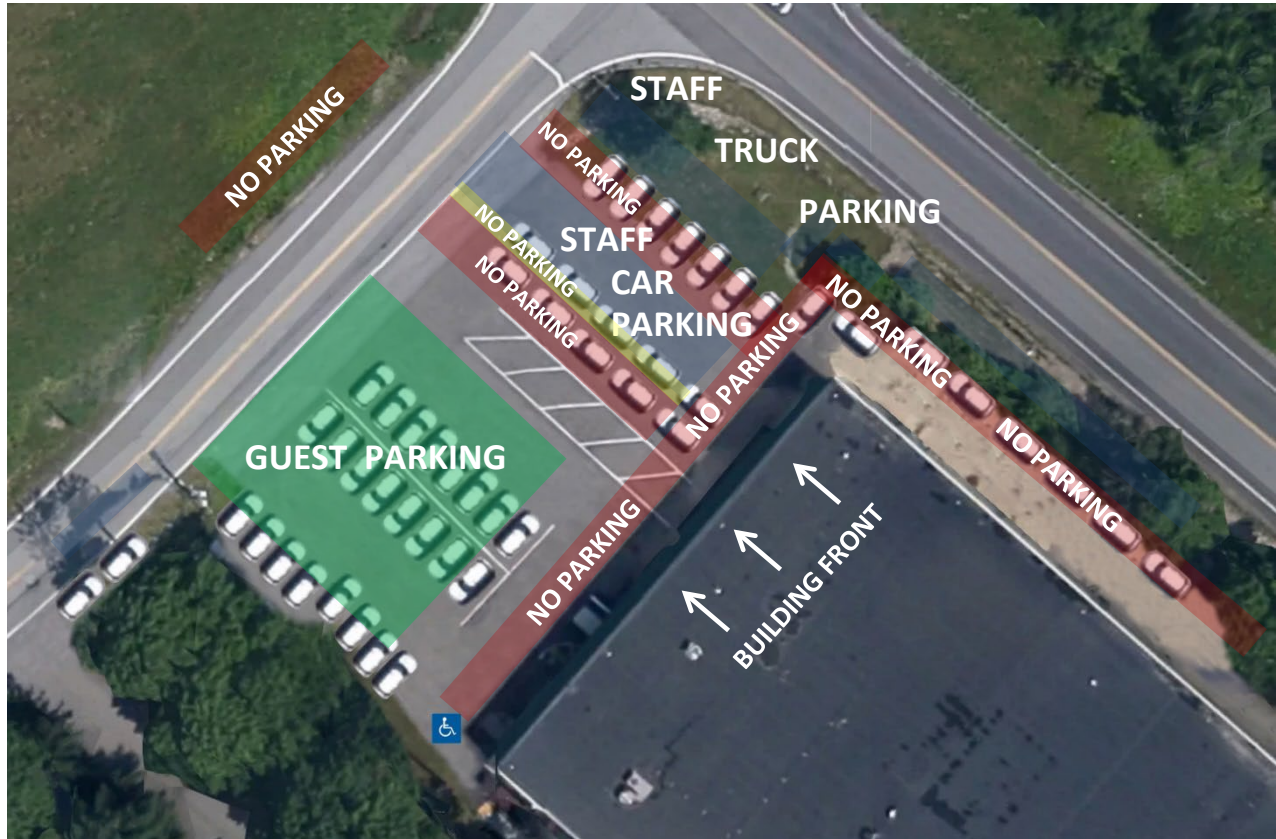 STAFF
TRUCK
PARKING
NO PARKING
NO PARKING
NO PARKING
STAFF
CAR
PARKING
NO PARKING
NO PARKING
NO PARKING
NO PARKING
GUEST PARKING
NO PARKING
BUILDING FRONT